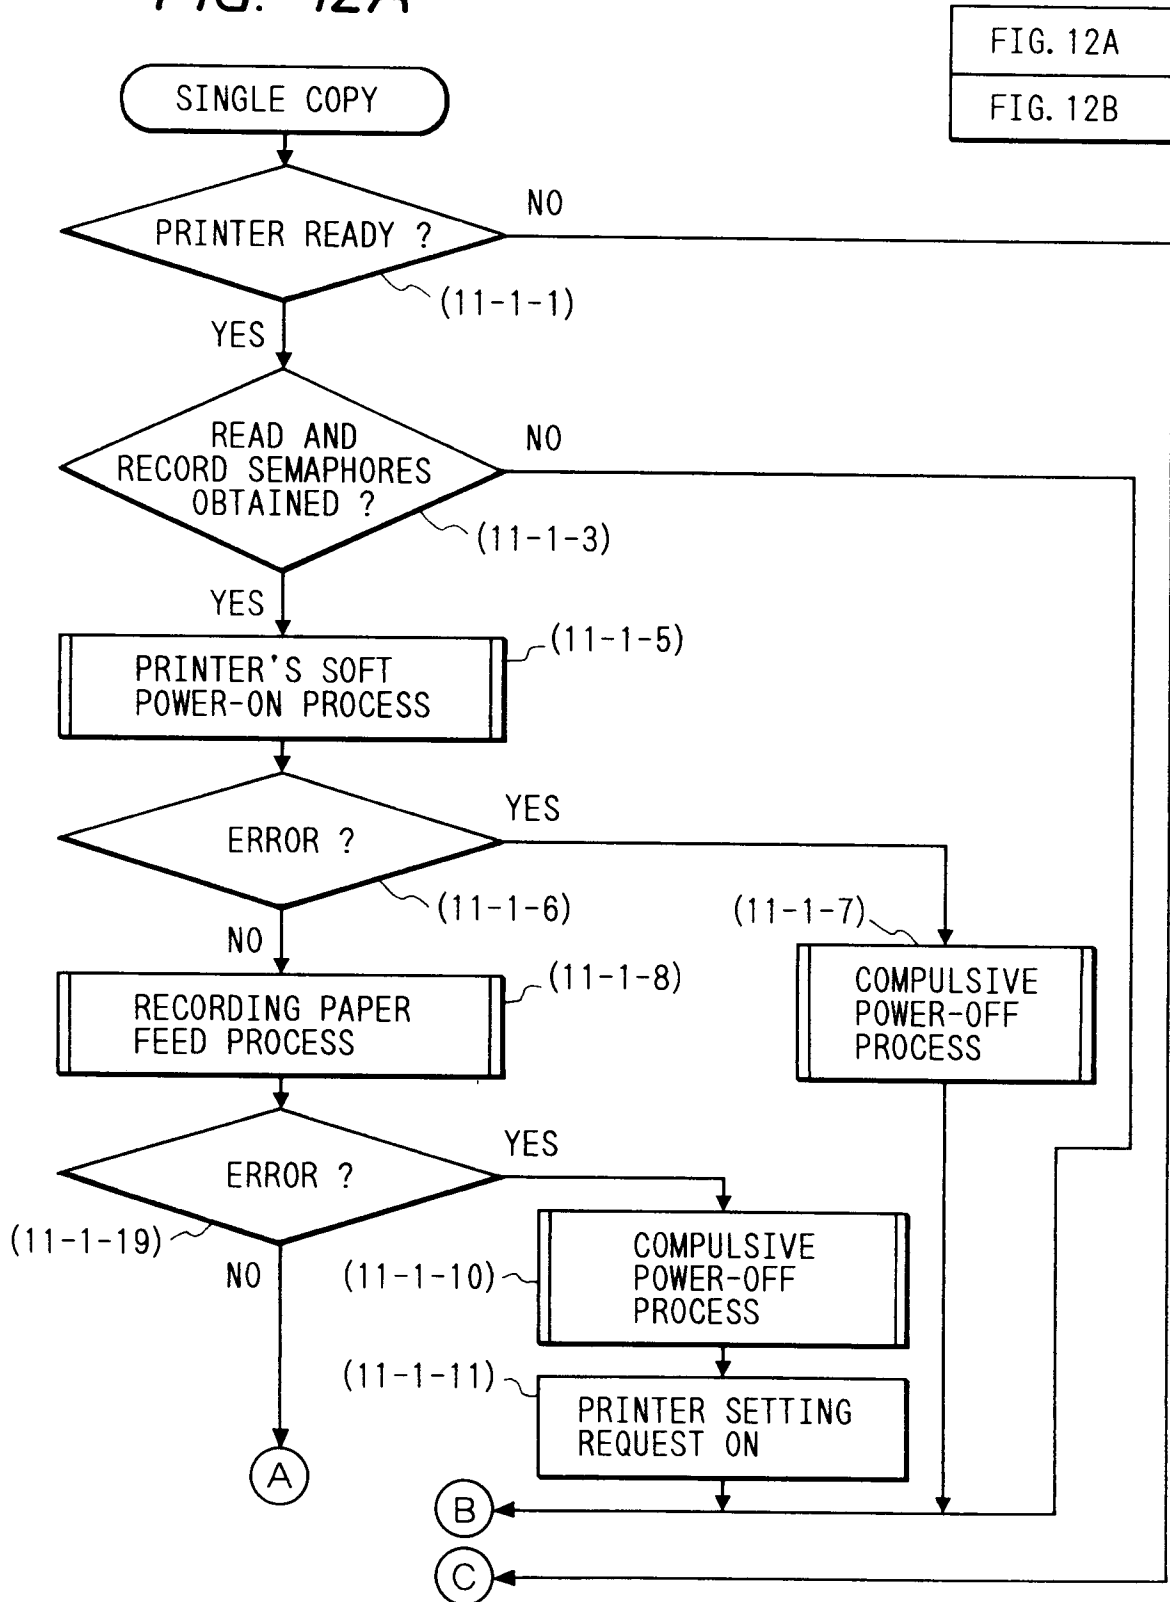 FIG. 12A
FIG. 12A
FIG. 12B
SINGLE COPY
PRINTER READY ?
NO
(11-1-1)
YES
READ AND
RECORD SEMAPHORES
OBTAINED ?
NO
(11-1-3)
YES
PRINTER'S SOFT
POWER-ON PROCESS
(11-1-5)
ERROR ?
YES
(11-1-6)
NO
(11-1-7)
COMPULSIVE
POWER-OFF
PROCESS
RECORDING PAPER
FEED PROCESS
(11-1-8)
ERROR ?
YES
(11-1-19)
NO
(11-1-10)
COMPULSIVE
POWER-OFF
PROCESS
(11-1-11)
PRINTER SETTING
REQUEST ON
A
B
C